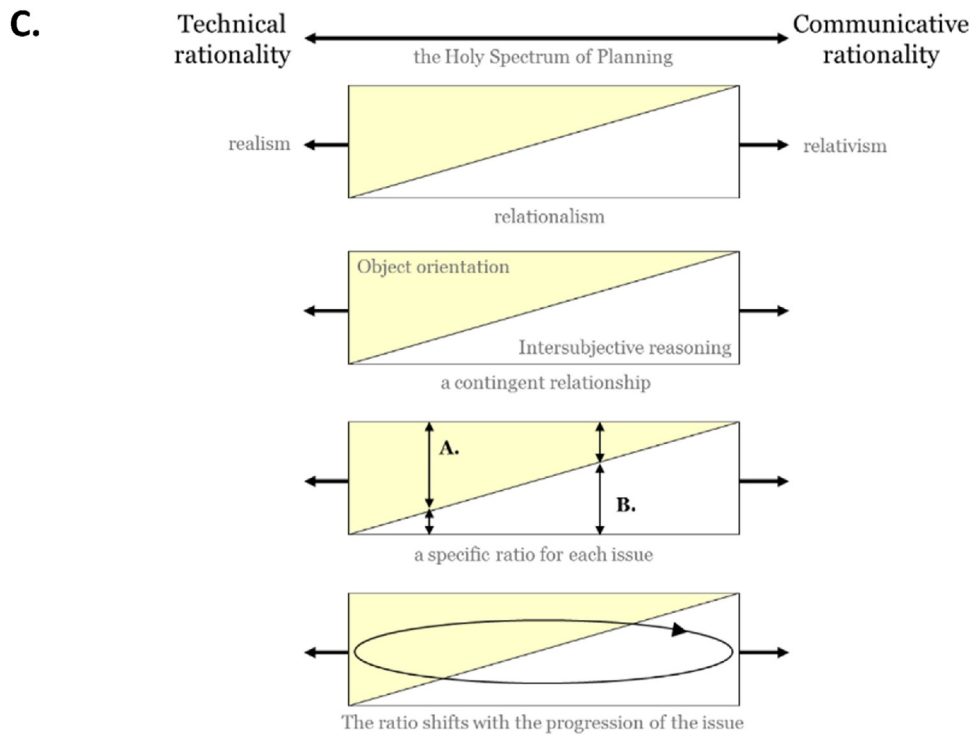 C.
Technical
rationality
Communicative
rationality
the Holy Spectrum of Planning
realism
relativism
relationalism
Object orientation
Intersubjective reasoning
a contingent relationship
A.
B.
a specific ratio for each issue
The ratio shifts with the progression of the issue